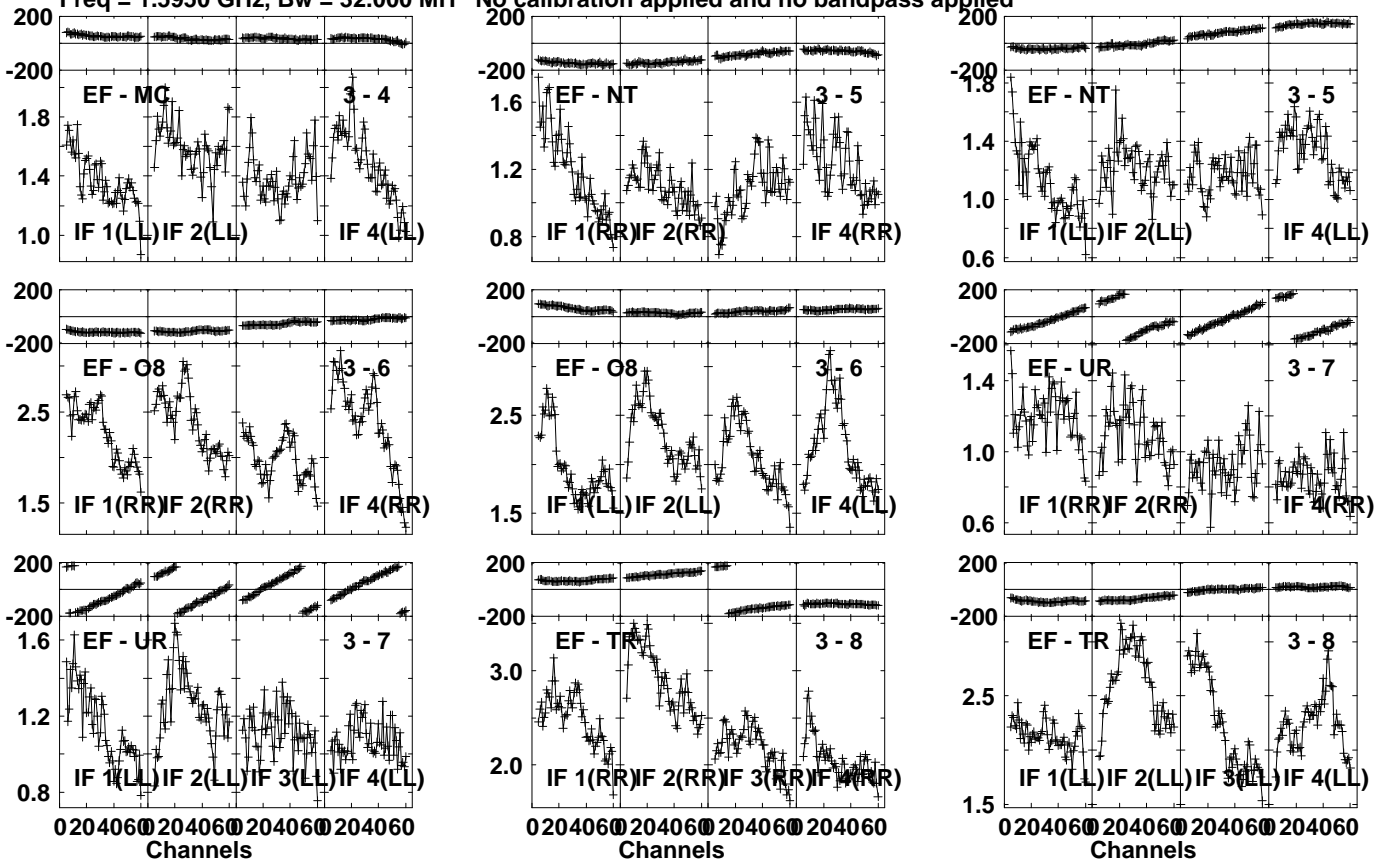 Freq = 1.5950 GHz, Bw = 32.000 MH No calibration applied and no bandpass applied
200
-200
EF - MC 3 - 4
1.8
1.4
1.0
IF 1(LL) IF 2(LL) IF 4(LL)
200
-200
EF - NT 3 - 5
1.6
1.2
0.8
IF 1(RR) IF 2(RR) IF 4(RR)
200
-200
EF - NT 3 - 5
1.8
1.4
1.0
0.6
IF 1(LL) IF 2(LL) IF 4(LL)
200
-200
EF - O8 3 - 6
2.5
1.5
IF 1(RR) IF 2(RR) IF 4(RR)
200
-200
EF - O8 3 - 6
2.5
1.5
IF 1(LL) IF 2(LL) IF 4(LL)
200
-200
EF - UR 3 - 7
1.4
1.0
0.6
IF 1(RR) IF 2(RR) IF 4(RR)
200
-200
EF - UR 3 - 7
1.6
1.2
0.8
IF 1(LL) IF 2(LL) IF 3(LL) IF 4(LL)
0 20 40 60 0 20 40 60 0 20 40 60 0 20 40 60
Channels
200
-200
EF - TR 3 - 8
3.0
2.0
IF 1(RR) IF 2(RR) IF 3(RR) IF 4(RR)
0 20 40 60 0 20 40 60 0 20 40 60 0 20 40 60
Channels
200
-200
EF - TR 3 - 8
2.5
1.5
IF 1(LL) IF 2(LL) IF 3(LL) IF 4(LL)
0 20 40 60 0 20 40 60 0 20 40 60 0 20 40 60
Channels